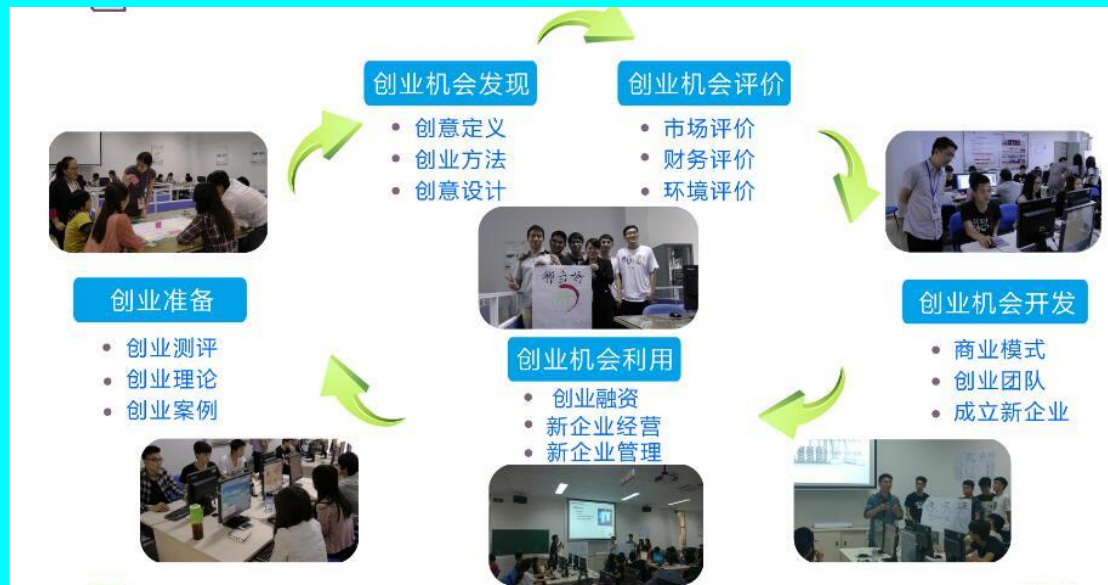 创业机会发现
创意定义
创业方法
创意设计
创业机会评价
市场评价
财务评价
环境评价
创业准备
创业测评
创业理论
创业案例
创业机会利用
创业融资
新企业经营
新企业管理
创业机会开发
商业模式
创业团队
成立新企业